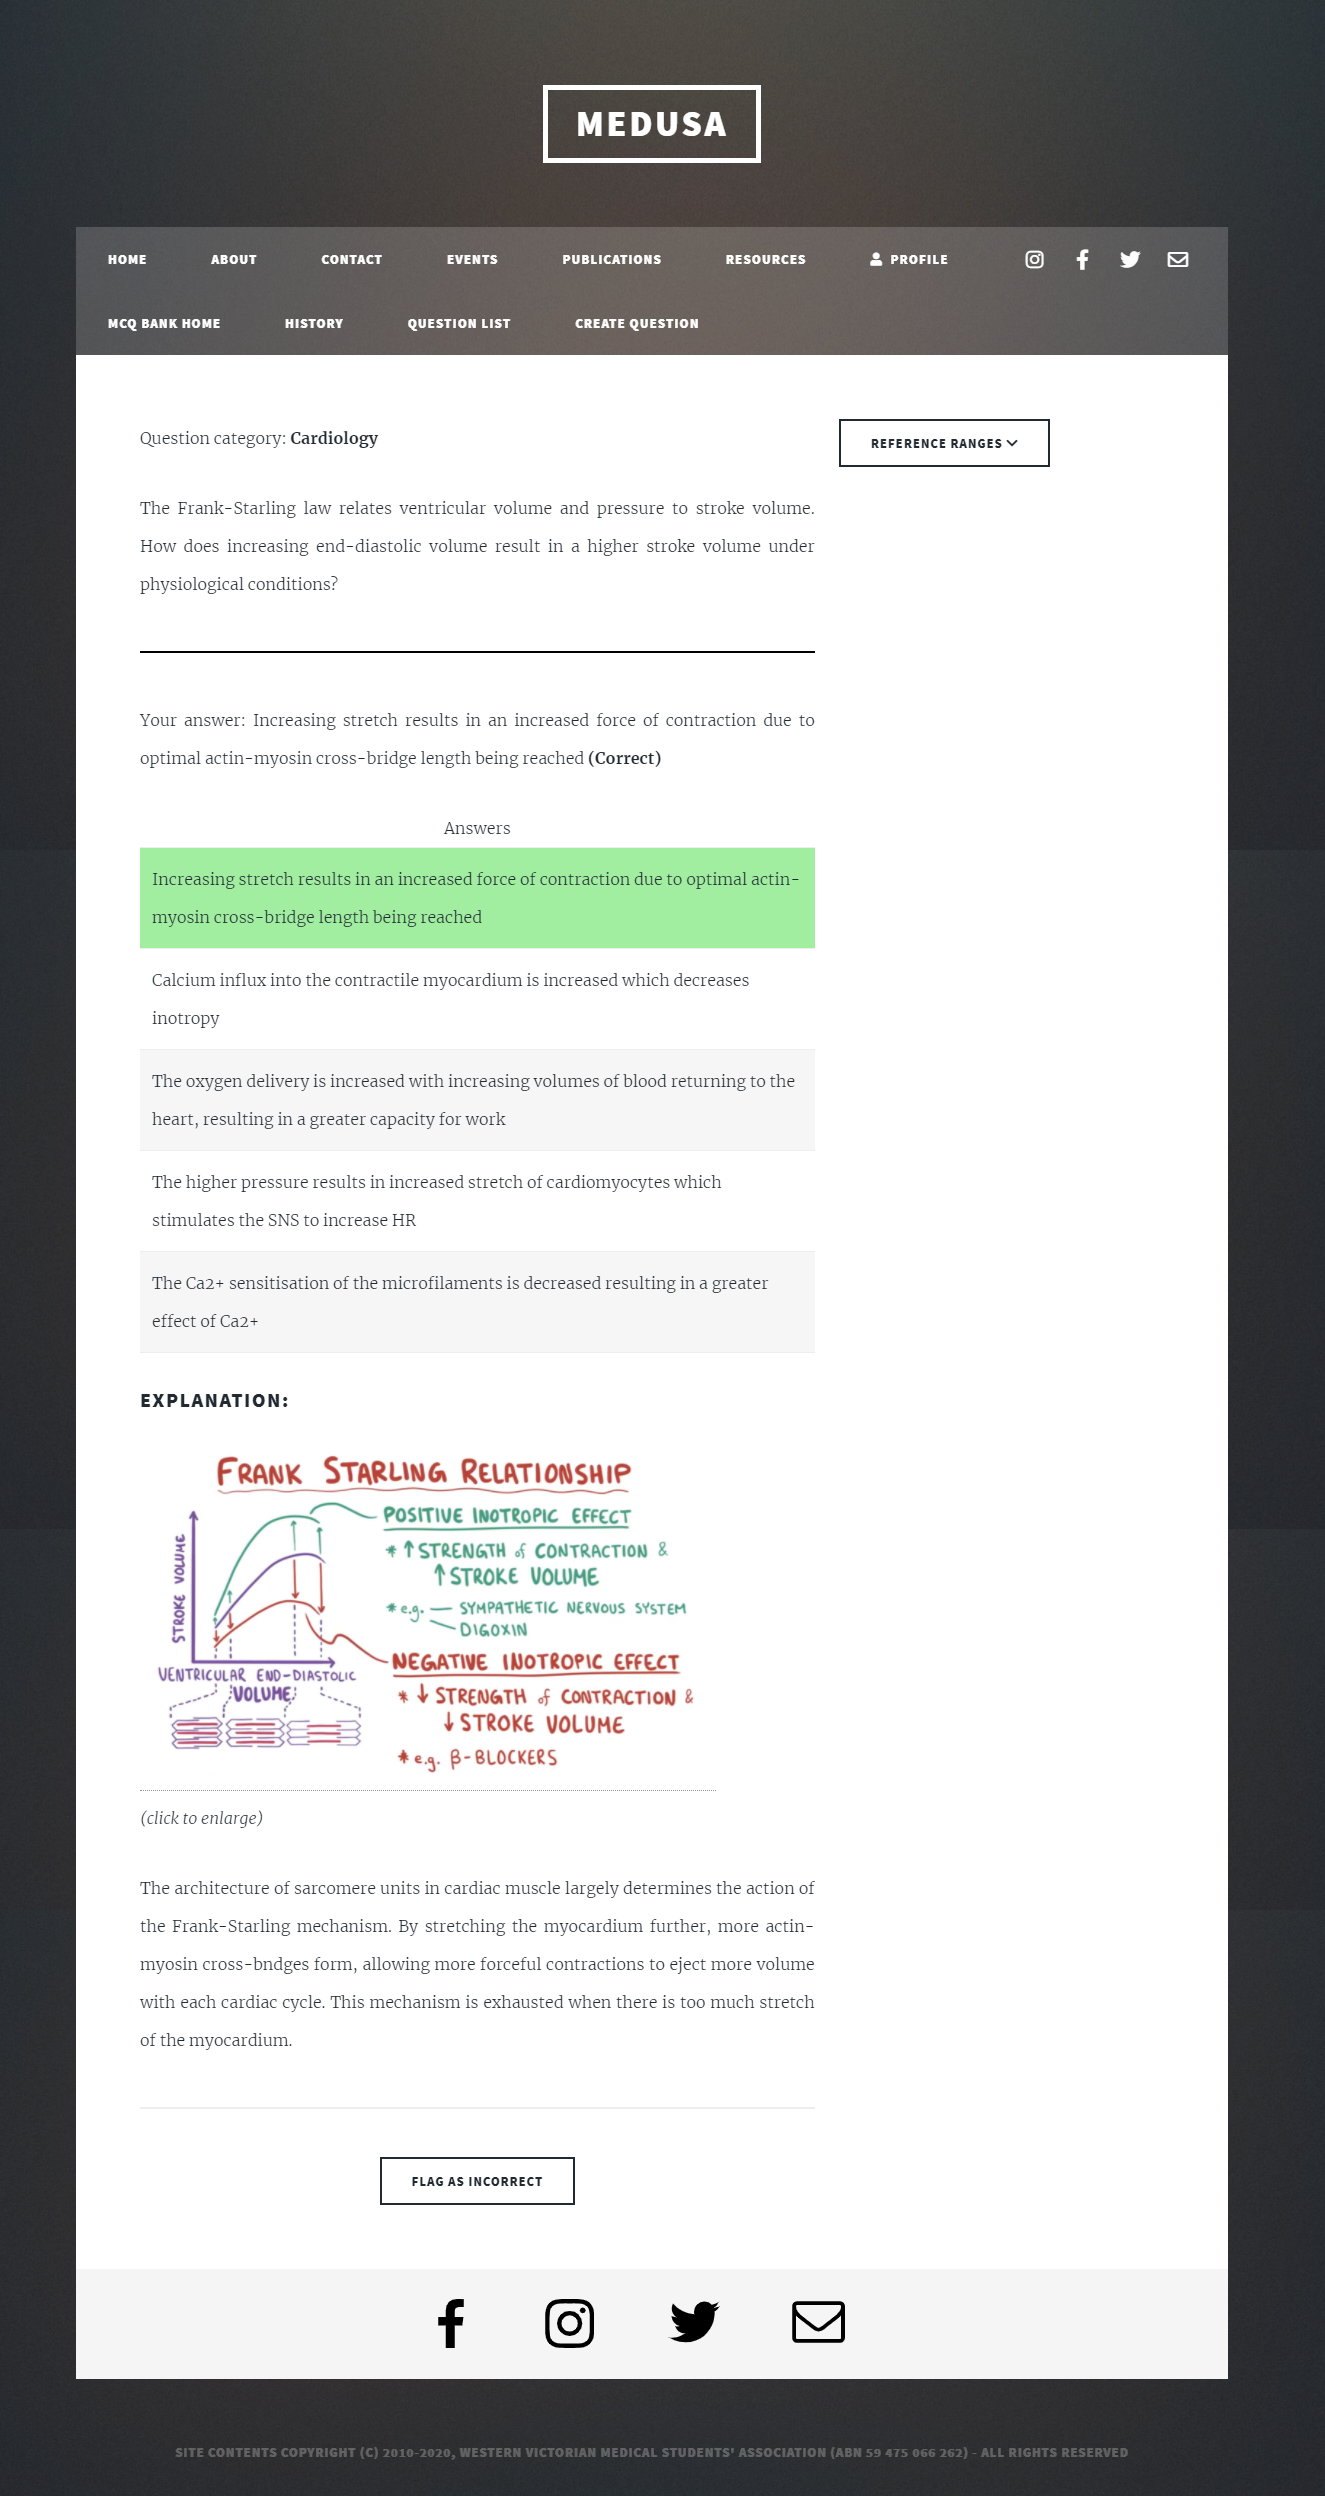 MEDUSA
HOME ABOUT CONTACT EVENTS PUBLICATIONS RESOURCES PROFILE
MCQ BANK HOME HISTORY QUESTION LIST CREATE QUESTION
Question category: Cardiology
REFERENCE RANGES
The Frank-Starling law relates ventricular volume and pressure to stroke volume.
How does increasing end-diastolic volume result in a higher stroke volume under
physiological conditions?
Your answer: Increasing stretch results in an increased force of contraction due to
optimal actin-myosin cross-bridge length being reached (Correct)
Answers
Increasing stretch results in an increased force of contraction due to optimal actin-
myosin cross-bridge length being reached
Calcium influx into the contractile myocardium is increased which decreases
inotropy
The oxygen delivery is increased with increasing volumes of blood returning to the
heart, resulting in a greater capacity for work
The higher pressure results in increased stretch of cardiomyocytes which
stimulates the SNS to increase HR
The Ca2+ sensitisation of the microfilaments is decreased resulting in a greater
effect of Ca2+
EXPLANATION:
FRANK STARLING RELATIONSHIP
STROKE VOLUME
VENTRICULAR END-DIASTOLIC
VOLUME
POSITIVE INOTROPIC EFFECT
* ↑ STRENGTH of CONTRACTION &
↑ STROKE VOLUME
* e.g. — SYMPATHETIC NERVOUS SYSTEM
DIGOXIN
NEGATIVE INOTROPIC EFFECT
* ↓ STRENGTH of CONTRACTION &
↓ STROKE VOLUME
* e.g. β-BLOCKERS
(click to enlarge)
The architecture of sarcomere units in cardiac muscle largely determines the action of
the Frank-Starling mechanism. By stretching the myocardium further, more actin-
myosin cross-bndges form, allowing more forceful contractions to eject more volume
with each cardiac cycle. This mechanism is exhausted when there is too much stretch
of the myocardium.
FLAG AS INCORRECT
SITE CONTENTS COPYRIGHT (C) 2010-2020, WESTERN VICTORIAN MEDICAL STUDENTS' ASSOCIATION (ABN 59 475 066 262) - ALL RIGHTS RESERVED